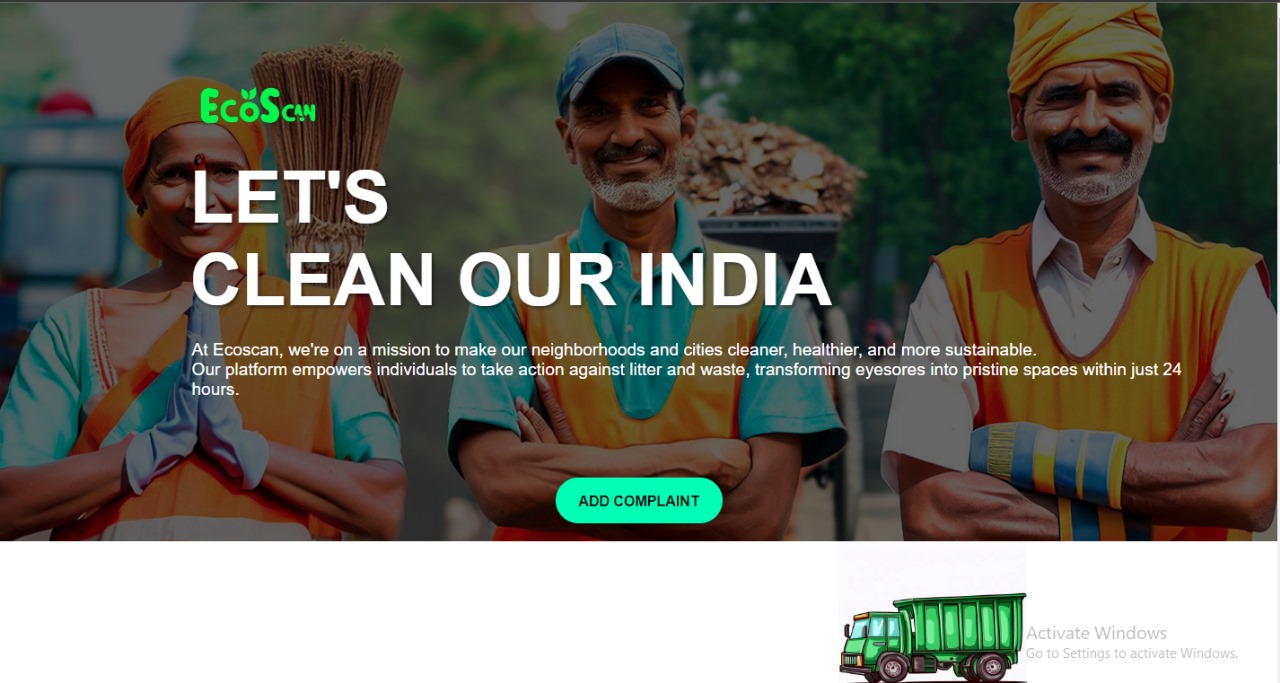 EcoScan
LET'S
CLEAN OUR INDIA
At Ecoscan, we're on a mission to make our neighborhoods and cities cleaner, healthier, and more sustainable.
Our platform empowers individuals to take action against litter and waste, transforming eyesores into pristine spaces within just 24
hours.
ADD COMPLAINT
Activate Windows
Go to Settings to activate Windows.